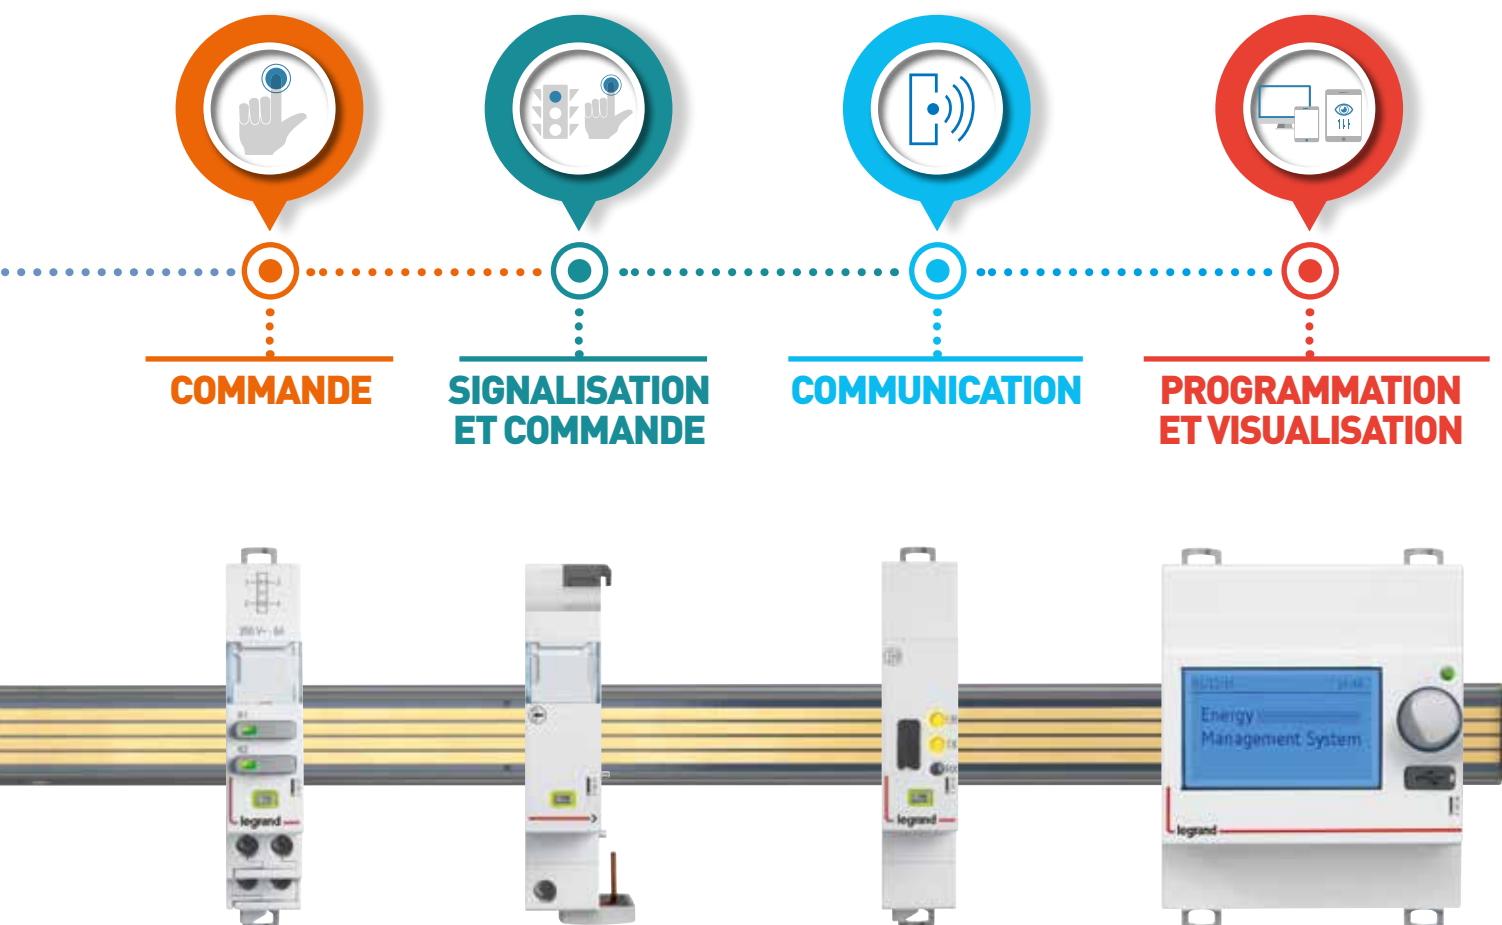 COMMANDE
SIGNALISATION
ET COMMANDE
COMMUNICATION
PROGRAMMATION
ET VISUALISATION
Energy
Management System
legrand
legrand
legrand